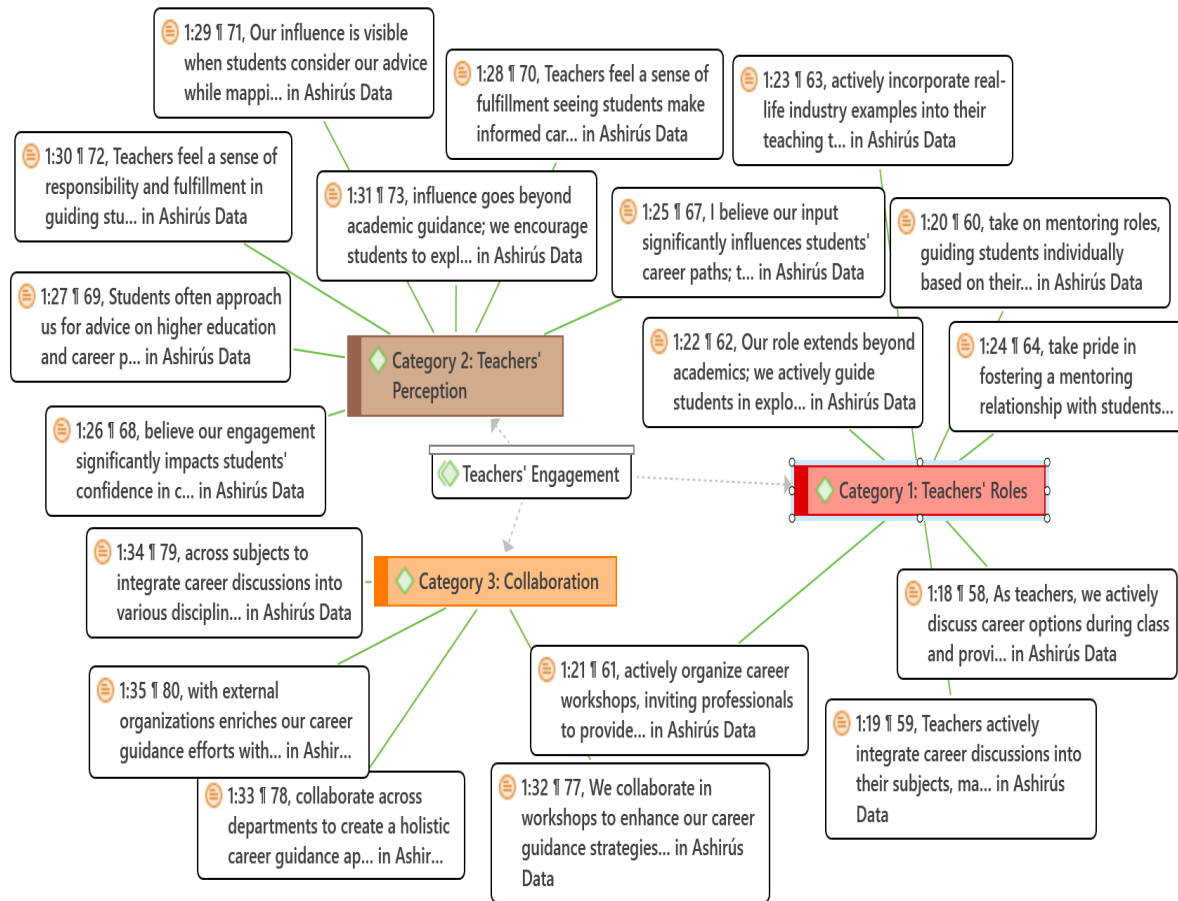 1:29 ¶ 71, Our influence is visible
when students consider our advice
while mappi... in Ashirús Data
1:28 ¶ 70, Teachers feel a sense of
fulfillment seeing students make
informed car... in Ashirús Data
1:23 ¶ 63, actively incorporate real-
life industry examples into their
teaching t... in Ashirús Data
1:30 ¶ 72, Teachers feel a sense of
responsibility and fulfillment in
guiding stu... in Ashirús Data
1:31 ¶ 73, influence goes beyond
academic guidance; we encourage
students to expl... in Ashirús Data
1:25 ¶ 67, I believe our input
significantly influences students'
career paths; t... in Ashirús Data
1:20 ¶ 60, take on mentoring roles,
guiding students individually
based on their... in Ashirús Data
1:27 ¶ 69, Students often approach
us for advice on higher education
and career p... in Ashirús Data
Category 2: Teachers'
Perception
1:22 ¶ 62, Our role extends beyond
academics; we actively guide
students in explo... in Ashirús Data
1:24 ¶ 64, take pride in
fostering a mentoring
relationship with students...
1:26 ¶ 68, believe our engagement
significantly impacts students'
confidence in c... in Ashirús Data
Teachers' Engagement
Category 1: Teachers' Roles
1:34 ¶ 79, across subjects to
integrate career discussions into
various disciplin... in Ashirús Data
Category 3: Collaboration
1:18 ¶ 58, As teachers, we actively
discuss career options during class
and provi... in Ashirús Data
1:21 ¶ 61, actively organize career
workshops, inviting professionals
to provide... in Ashirús Data
1:35 ¶ 80, with external
organizations enriches our career
guidance efforts with... in Ashir...
1:19 ¶ 59, Teachers actively
integrate career discussions into
their subjects, ma... in Ashirús
Data
1:33 ¶ 78, collaborate across
departments to create a holistic
career guidance ap... in Ashir...
1:32 ¶ 77, We collaborate in
workshops to enhance our career
guidance strategies... in Ashirús
Data